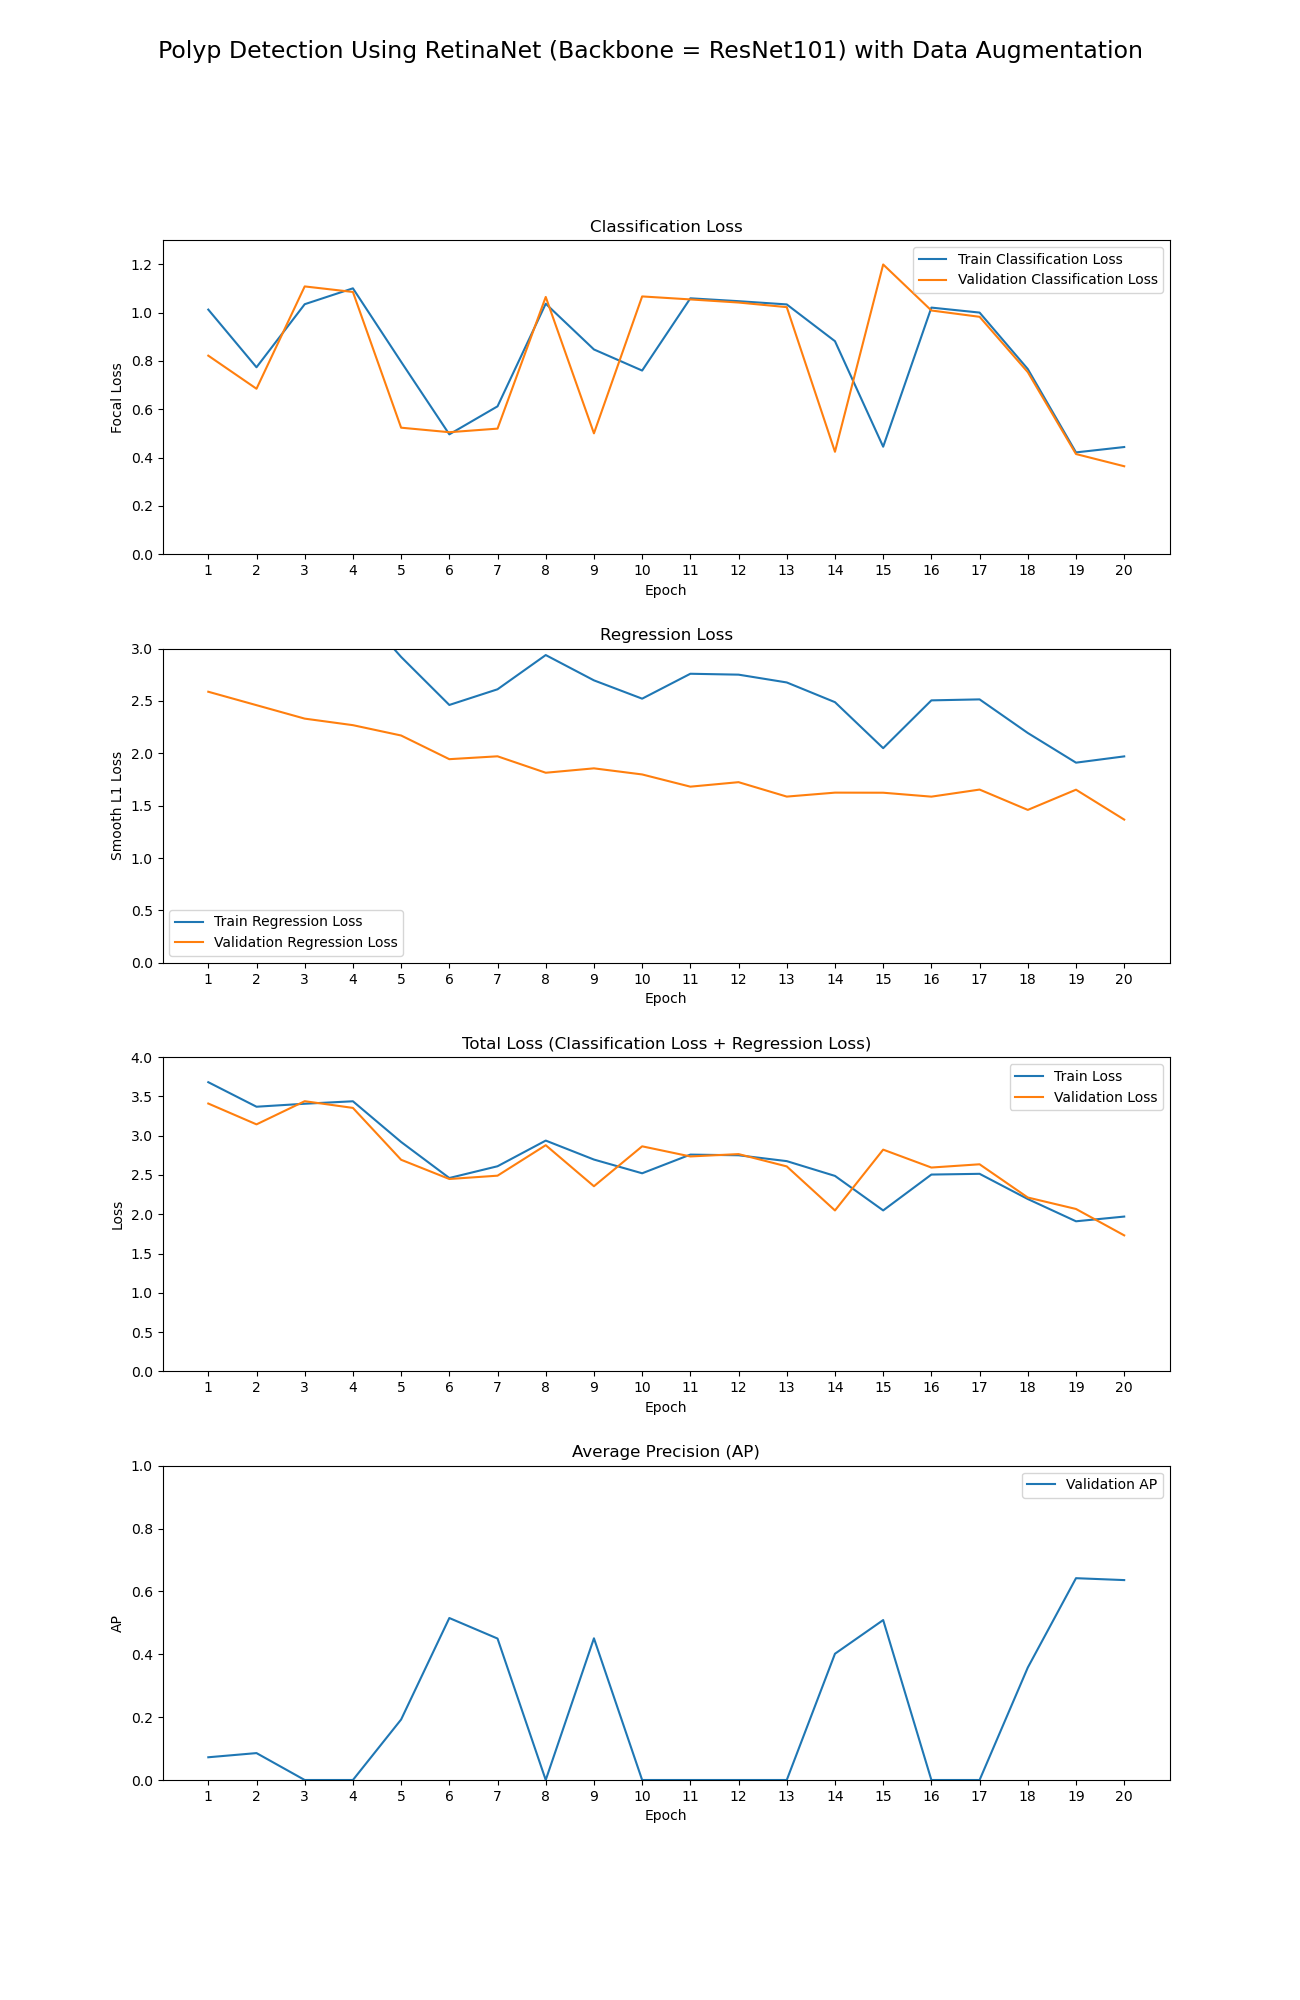 Polyp Detection Using RetinaNet (Backbone = ResNet101) with Data Augmentation
Classification Loss
Train Classification Loss
Validation Classification Loss
Focal Loss
1.2
1.0
0.8
0.6
0.4
0.2
0.0
1 2 3 4 5 6 7 8 9 10 11 12 13 14 15 16 17 18 19 20
Epoch
Regression Loss
Smooth L1 Loss
3.0
2.5
2.0
1.5
1.0
0.5
0.0
Train Regression Loss
Validation Regression Loss
1 2 3 4 5 6 7 8 9 10 11 12 13 14 15 16 17 18 19 20
Epoch
Total Loss (Classification Loss + Regression Loss)
Train Loss
Validation Loss
Loss
4.0
3.5
3.0
2.5
2.0
1.5
1.0
0.5
0.0
1 2 3 4 5 6 7 8 9 10 11 12 13 14 15 16 17 18 19 20
Epoch
Average Precision (AP)
Validation AP
AP
1.0
0.8
0.6
0.4
0.2
0.0
1 2 3 4 5 6 7 8 9 10 11 12 13 14 15 16 17 18 19 20
Epoch